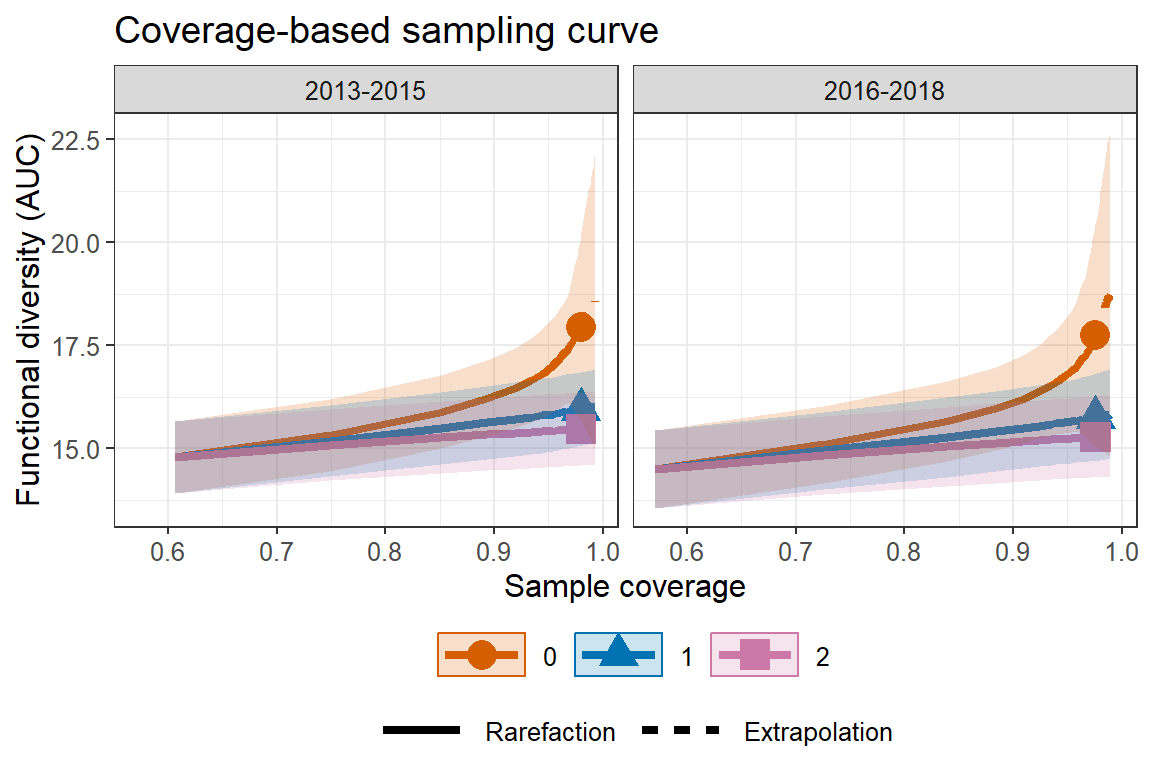 Coverage-based sampling curve
2013-2015 2016-2018
Functional diversity (AUC)
22.5
20.0
17.5
15.0
0.6 0.7 0.8 0.9 1.0 0.6 0.7 0.8 0.9 1.0
Sample coverage
0 1 2
Rarefaction Extrapolation